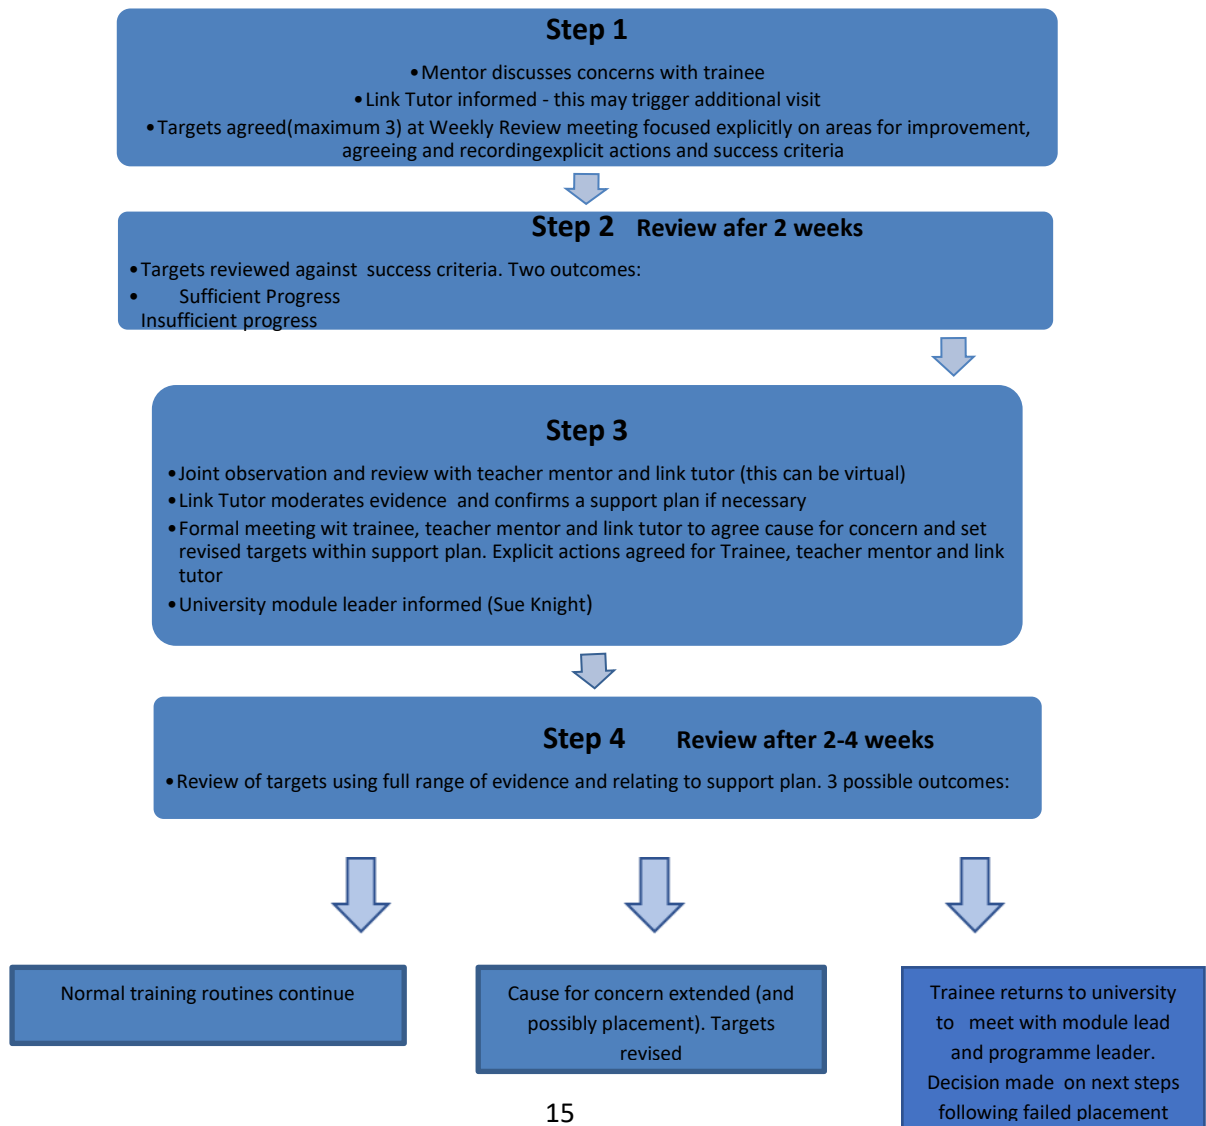 Step 1
•Mentor discusses concerns with trainee
•Link Tutor informed - this may trigger additional visit
•Targets agreed(maximum 3) at Weekly Review meeting focused explicitly on areas for improvement,
agreeing and recordingexplicit actions and success criteria
Step 2 Review afer 2 weeks
•Targets reviewed against success criteria. Two outcomes:
• Sufficient Progress
Insufficient progress
Step 3
•Joint observation and review with teacher mentor and link tutor (this can be virtual)
•Link Tutor moderates evidence and confirms a support plan if necessary
•Formal meeting wit trainee, teacher mentor and link tutor to agree cause for concern and set
revised targets within support plan. Explicit actions agreed for Trainee, teacher mentor and link
tutor
•University module leader informed (Sue Knight)
Step 4 Review after 2-4 weeks
•Review of targets using full range of evidence and relating to support plan. 3 possible outcomes:
Normal training routines continue
Cause for concern extended (and
possibly placement). Targets
revised
Trainee returns to university
to meet with module lead
and programme leader.
Decision made on next steps
following failed placement
15